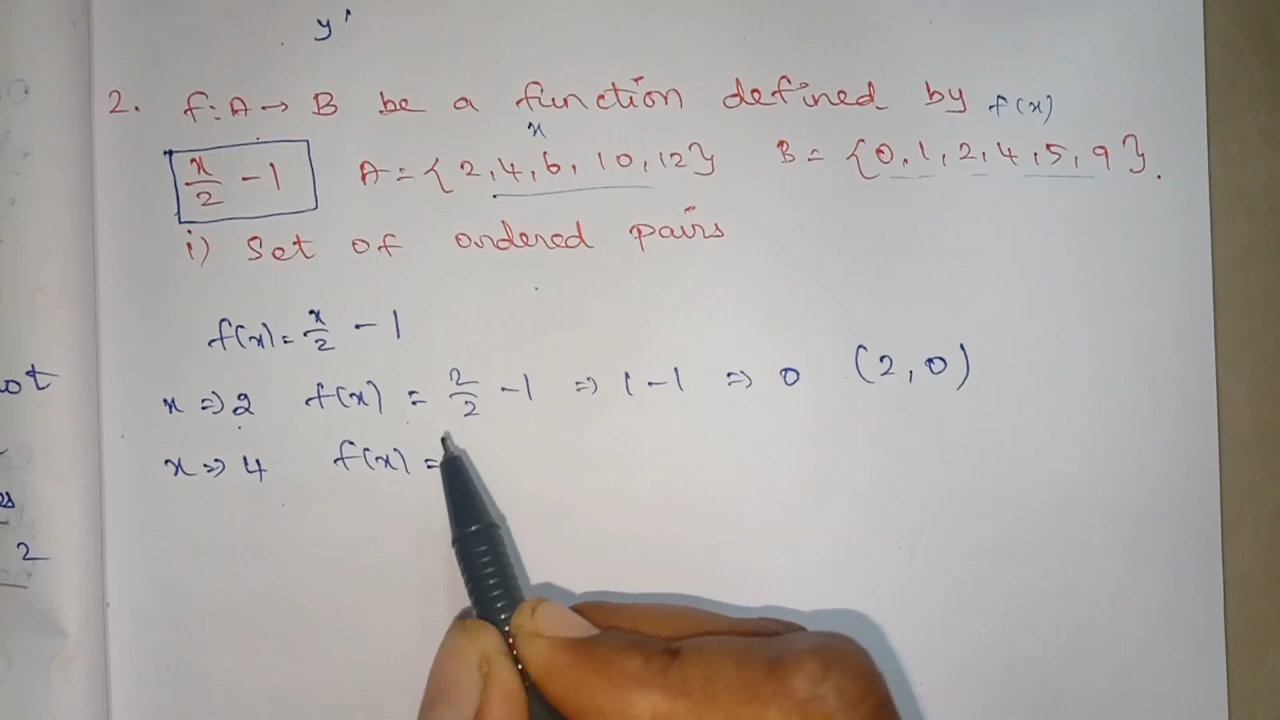 y'
2. f: A → B be a function defined by f(x)
x
x/2 - 1 A = {2, 4, 6, 10, 12} B = {0, 1, 2, 4, 5, 9}.
i) Set of ordered pairs
f(x) = x/2 - 1
x ⇒ 2 f(x) = 2/2 - 1 ⇒ 1 - 1 ⇒ 0 (2, 0)
ot
x ⇒ 4 f(x) =
2